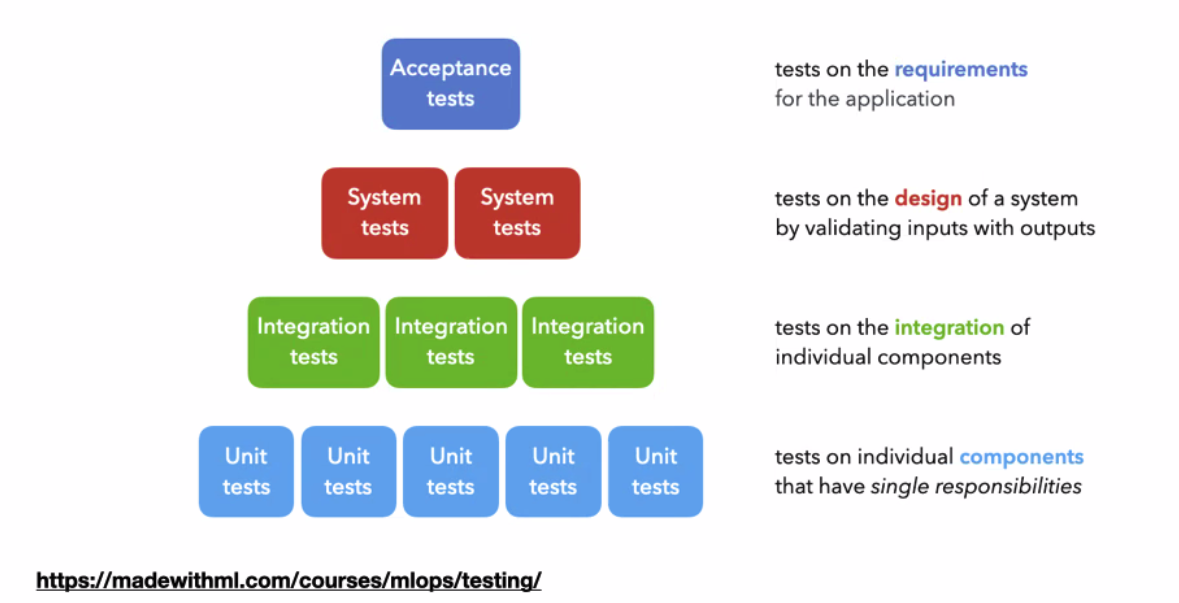 Acceptance
tests
tests on the requirements
for the application
System
tests
System
tests
tests on the design of a system
by validating inputs with outputs
Integration
tests
Integration
tests
Integration
tests
tests on the integration of
individual components
Unit
tests
Unit
tests
Unit
tests
Unit
tests
Unit
tests
tests on individual components
that have single responsibilities
https://madewithml.com/courses/mlops/testing/